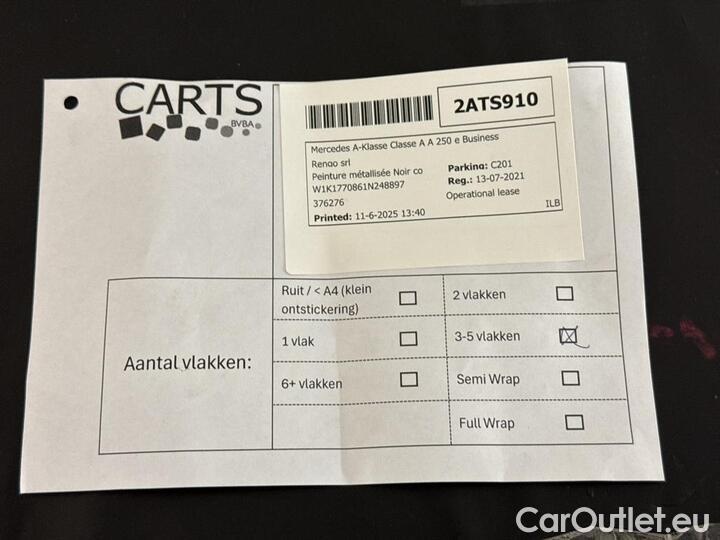 CARTS
BVBA
2ATS910
Mercedes A-Klasse Classe A A 250 e Business
Rengo srl
Peinture métallisée Noir co
Parking: C201
W1K1770861N248897
Reg.: 13-07-2021
376276
Operational lease
Printed: 11-6-2025 13:40
ILB
Aantal vlakken:
Ruit / < A4 (klein
ontstickering)
2 vlakken
1 vlak
3-5 vlakken
6+ vlakken
Semi Wrap
Full Wrap
CarOutlet.eu